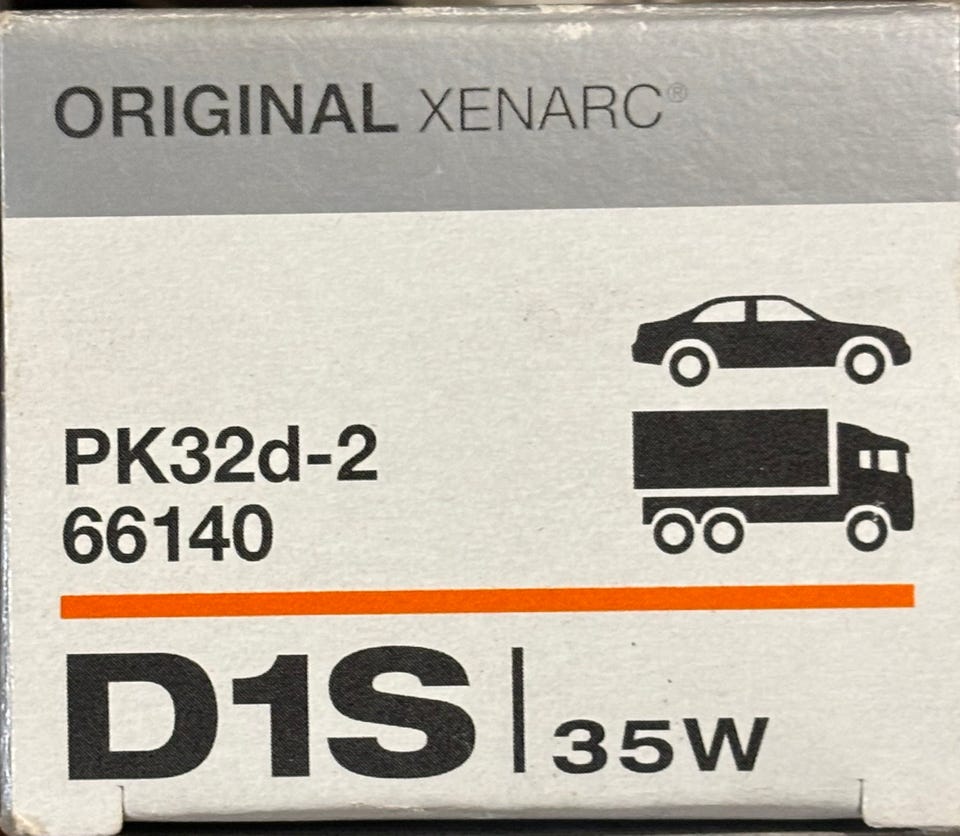 ORIGINAL XENARC®
PK32d-2
66140
D1S | 35W